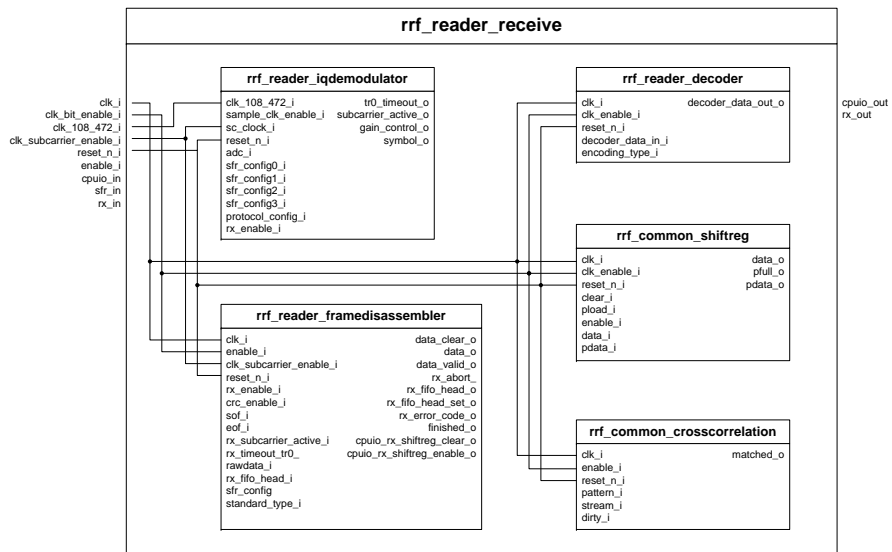 rrf_reader_receive
clk_i
clk_bit_enable_i
clk_108_472_i
clk_subcarrier_enable_i
reset_n_i
enable_i
cpuio_in
sfr_in
rx_in
rrf_reader_iqdemodulator
clk_108_472_i tr0_timeout_o
sample_clk_enable_i subcarrier_active_o
sc_clock_i gain_control_o
reset_n_i symbol_o
adc_i
sfr_config0_i
sfr_config1_i
sfr_config2_i
sfr_config3_i
protocol_config_i
rx_enable_i
rrf_reader_framedisassembler
clk_i data_clear_o
enable_i data_o
clk_subcarrier_enable_i data_valid_o
reset_n_i rx_abort_
rx_enable_i rx_fifo_head_o
crc_enable_i rx_fifo_head_set_o
sof_i rx_error_code_o
eof_i finished_o
rx_subcarrier_active_i cpuio_rx_shiftreg_clear_o
rx_timeout_tr0_ cpuio_rx_shiftreg_enable_o
rawdata_i
rx_fifo_head_i
sfr_config
standard_type_i
rrf_reader_decoder
clk_i decoder_data_out_o
clk_enable_i
reset_n_i
decoder_data_in_i
encoding_type_i
rrf_common_shiftreg
clk_i data_o
clk_enable_i pfull_o
reset_n_i pdata_o
clear_i
pload_i
enable_i
data_i
pdata_i
rrf_common_crosscorrelation
clk_i matched_o
enable_i
reset_n_i
pattern_i
stream_i
dirty_i
cpuio_out
rx_out